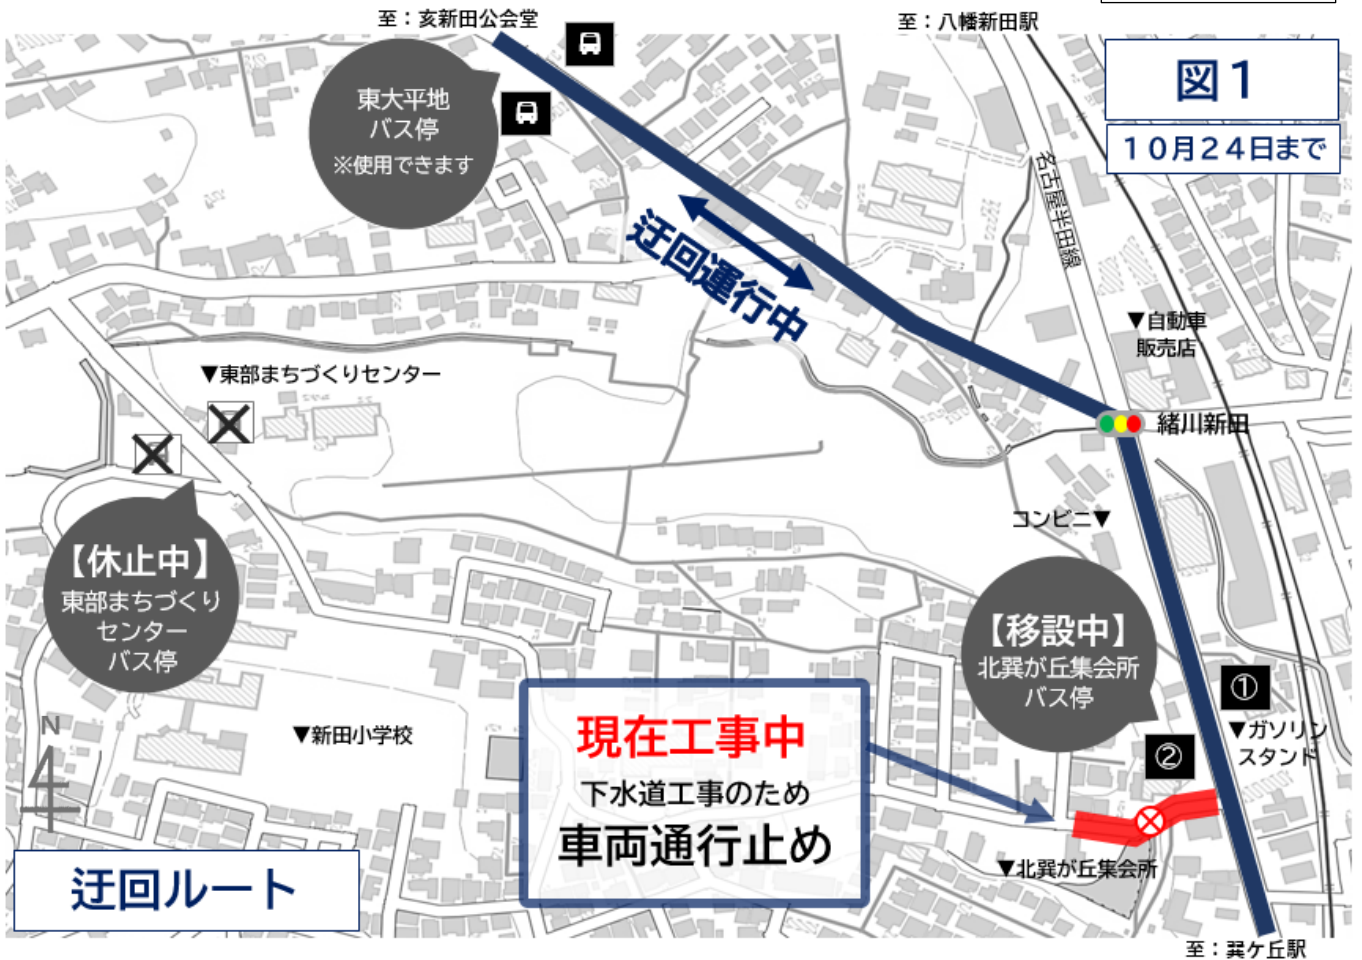 至：亥新田公会堂
至：八幡新田駅
図１
１０月２４日まで
東大平地
バス停
※使用できます
名古屋半田線
迂回運行中
▼自動車
販売店
▼東部まちづくりセンター
緒川新田
コンビニ▼
【休止中】
東部まちづくり
センター
バス停
【移設中】
北巽が丘集会所
バス停
①
▼ガソリン
スタンド
②
N
▼新田小学校
現在工事中
下水道工事のため
車両通行止め
▼北巽が丘集会所
迂回ルート
至：巽ケ丘駅